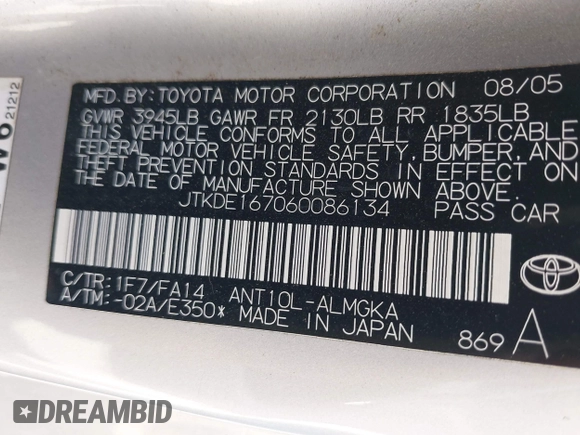 W6
21212
MFD.BY:TOYOTA MOTOR CORPORATION 08/05
GVWR 3945LB GAWR FR 2130LB RR 1835LB
THIS VEHICLE CONFORMS TO ALL APPLICABLE
FEDERAL MOTOR VEHICLE SAFETY, BUMPER, AND
THEFT PREVENTION STANDARDS IN EFFECT ON
THE DATE OF MANUFACTURE SHOWN ABOVE.
JTKDE167060086134 PASS CAR
C/TR:1F7/FA14 ANT10L-ALMGKA
A/TM:-02A/E350* MADE IN JAPAN
869 A
DREAMBID